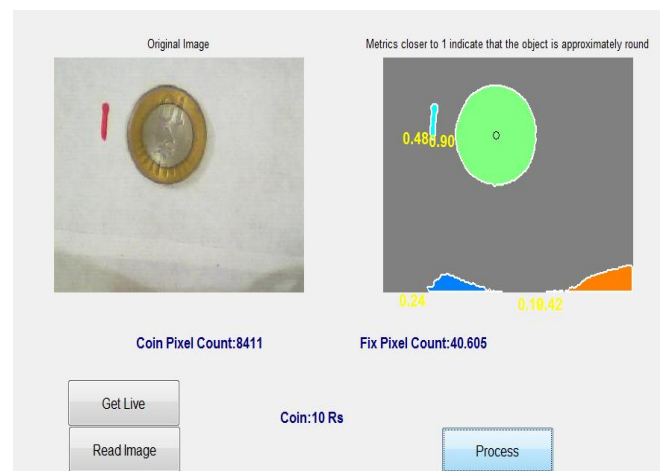 Original Image
Metrics closer to 1 indicate that the object is approximately round
0.48
0.90
0.24
0.42
Coin Pixel Count:8411
Fix Pixel Count:40.605
Get Live
Coin:10 Rs
Read Image
Process